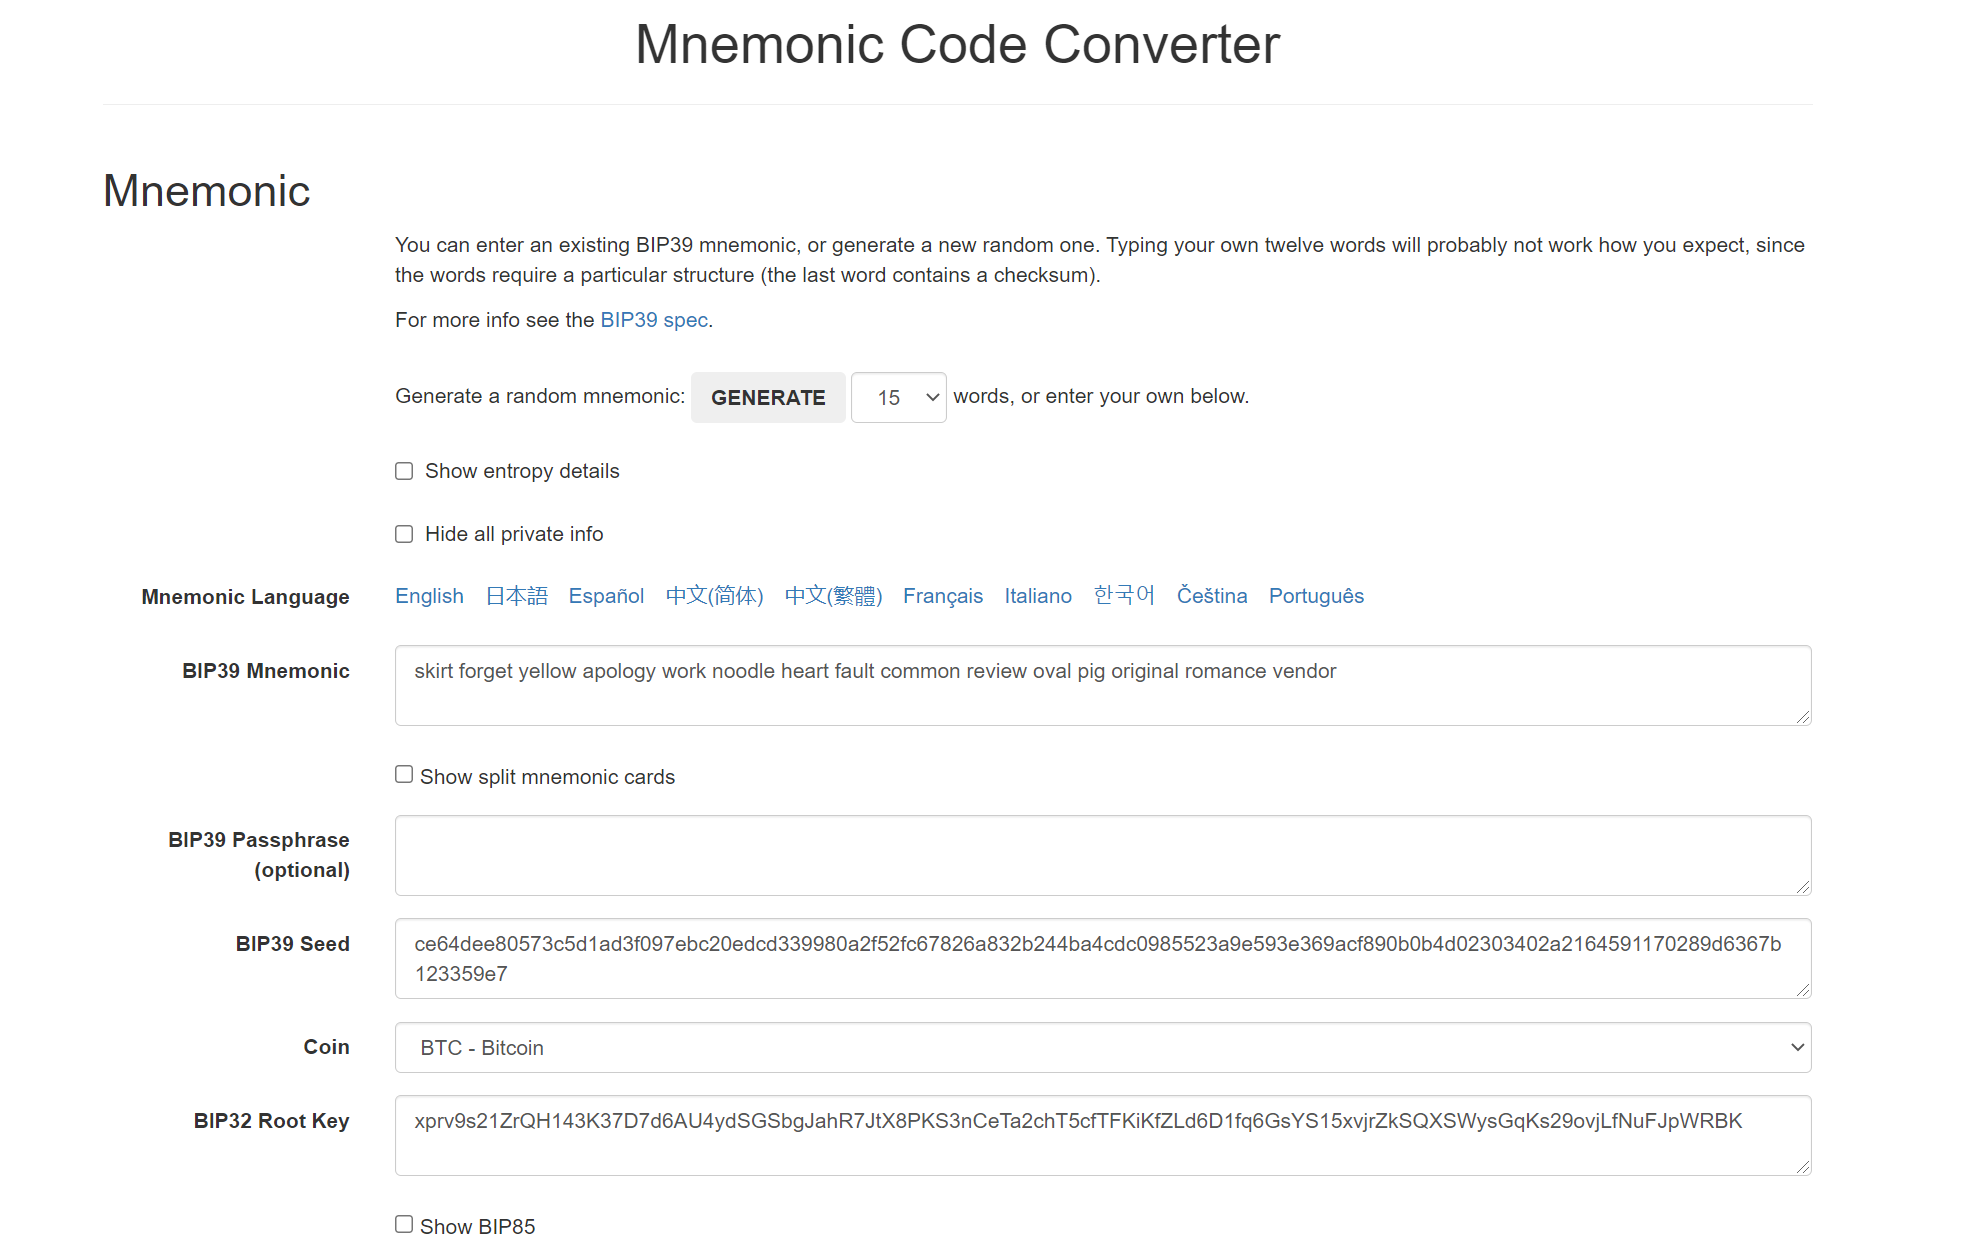 Mnemonic Code Converter
Mnemonic
You can enter an existing BIP39 mnemonic, or generate a new random one. Typing your own twelve words will probably not work how you expect, since
the words require a particular structure (the last word contains a checksum).
For more info see the BIP39 spec.
Generate a random mnemonic: GENERATE 15 words, or enter your own below.
Show entropy details
Hide all private info
Mnemonic Language English 日本語 Español 中文(简体) 中文(繁體) Français Italiano 한국어 Čeština Português
BIP39 Mnemonic skirt forget yellow apology work noodle heart fault common review oval pig original romance vendor
Show split mnemonic cards
BIP39 Passphrase
(optional)
BIP39 Seed ce64dee80573c5d1ad3f097ebc20edcd339980a2f52fc67826a832b244ba4cdc0985523a9e593e369acf890b0b4d02303402a2164591170289d6367b
123359e7
Coin BTC - Bitcoin
BIP32 Root Key xprv9s21ZrQH143K37D7d6AU4ydSGSbgJahR7JtX8PKS3nCeTa2chT5cfTFKiKfZLd6D1fq6GsYS15xvjrZkSQXSWysGqKs29ovjLfNuFJpWRBK
Show BIP85